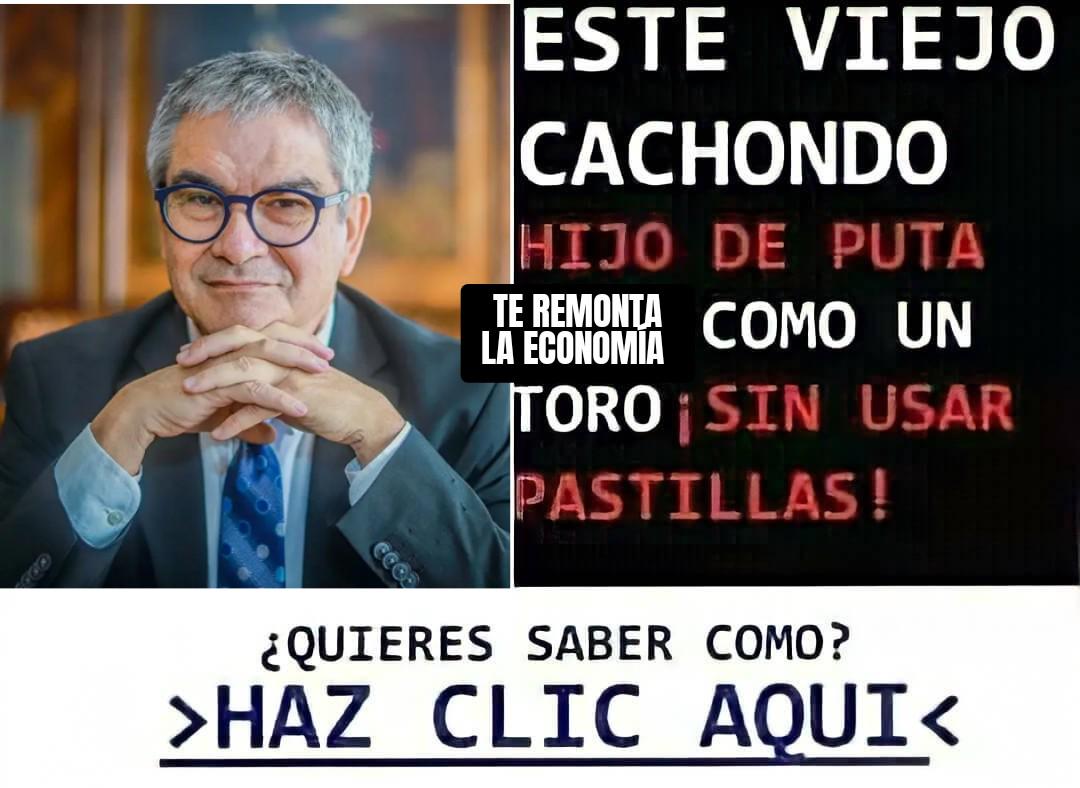 ESTE VIEJO
CACHONDO
HIJO DE PUTA
TE REMONTA
LA ECONOMÍA
COMO UN
TORO ¡SIN USAR
PASTILLAS!
¿QUIERES SABER COMO?
>HAZ CLIC AQUI<